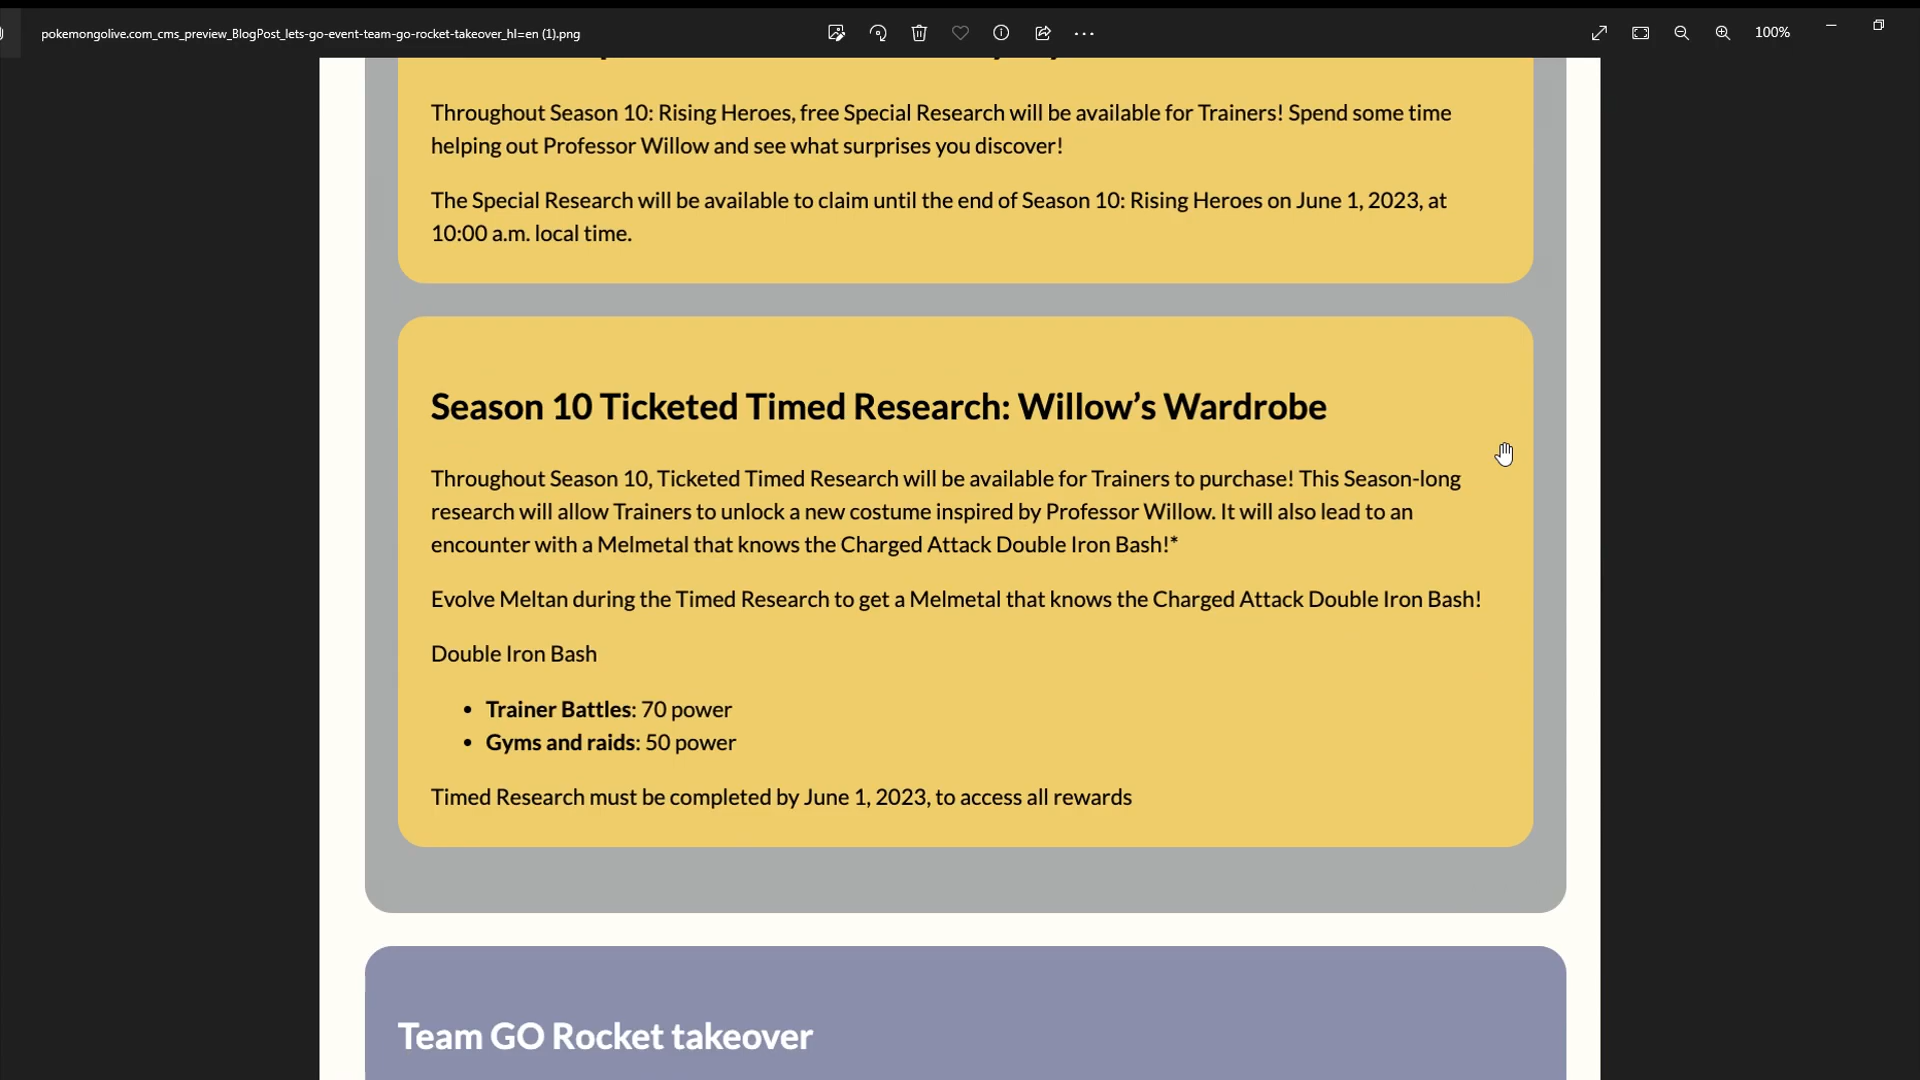 pokemongolive.com_cms_preview_BlogPost_lets-go-event-team-go-rocket-takeover_hl=en (1).png
100%
Throughout Season 10: Rising Heroes, free Special Research will be available for Trainers! Spend some time
helping out Professor Willow and see what surprises you discover!
The Special Research will be available to claim until the end of Season 10: Rising Heroes on June 1, 2023, at
10:00 a.m. local time.
Season 10 Ticketed Timed Research: Willow’s Wardrobe
Throughout Season 10, Ticketed Timed Research will be available for Trainers to purchase! This Season-long
research will allow Trainers to unlock a new costume inspired by Professor Willow. It will also lead to an
encounter with a Melmetal that knows the Charged Attack Double Iron Bash!*
Evolve Meltan during the Timed Research to get a Melmetal that knows the Charged Attack Double Iron Bash!
Double Iron Bash
• Trainer Battles: 70 power
• Gyms and raids: 50 power
Timed Research must be completed by June 1, 2023, to access all rewards
Team GO Rocket takeover